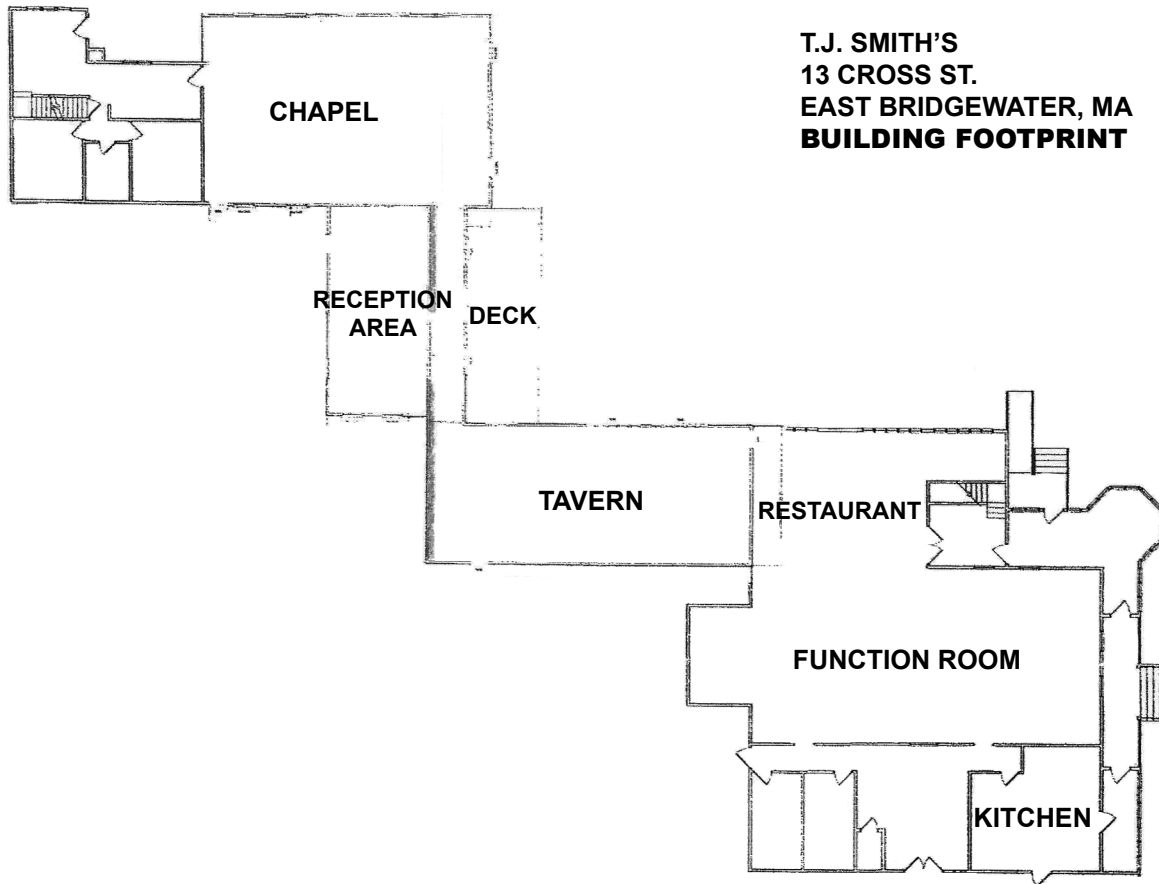 T.J. SMITH'S
13 CROSS ST.
EAST BRIDGEWATER, MA
BUILDING FOOTPRINT
CHAPEL
RECEPTION
AREA
DECK
TAVERN
RESTAURANT
FUNCTION ROOM
KITCHEN